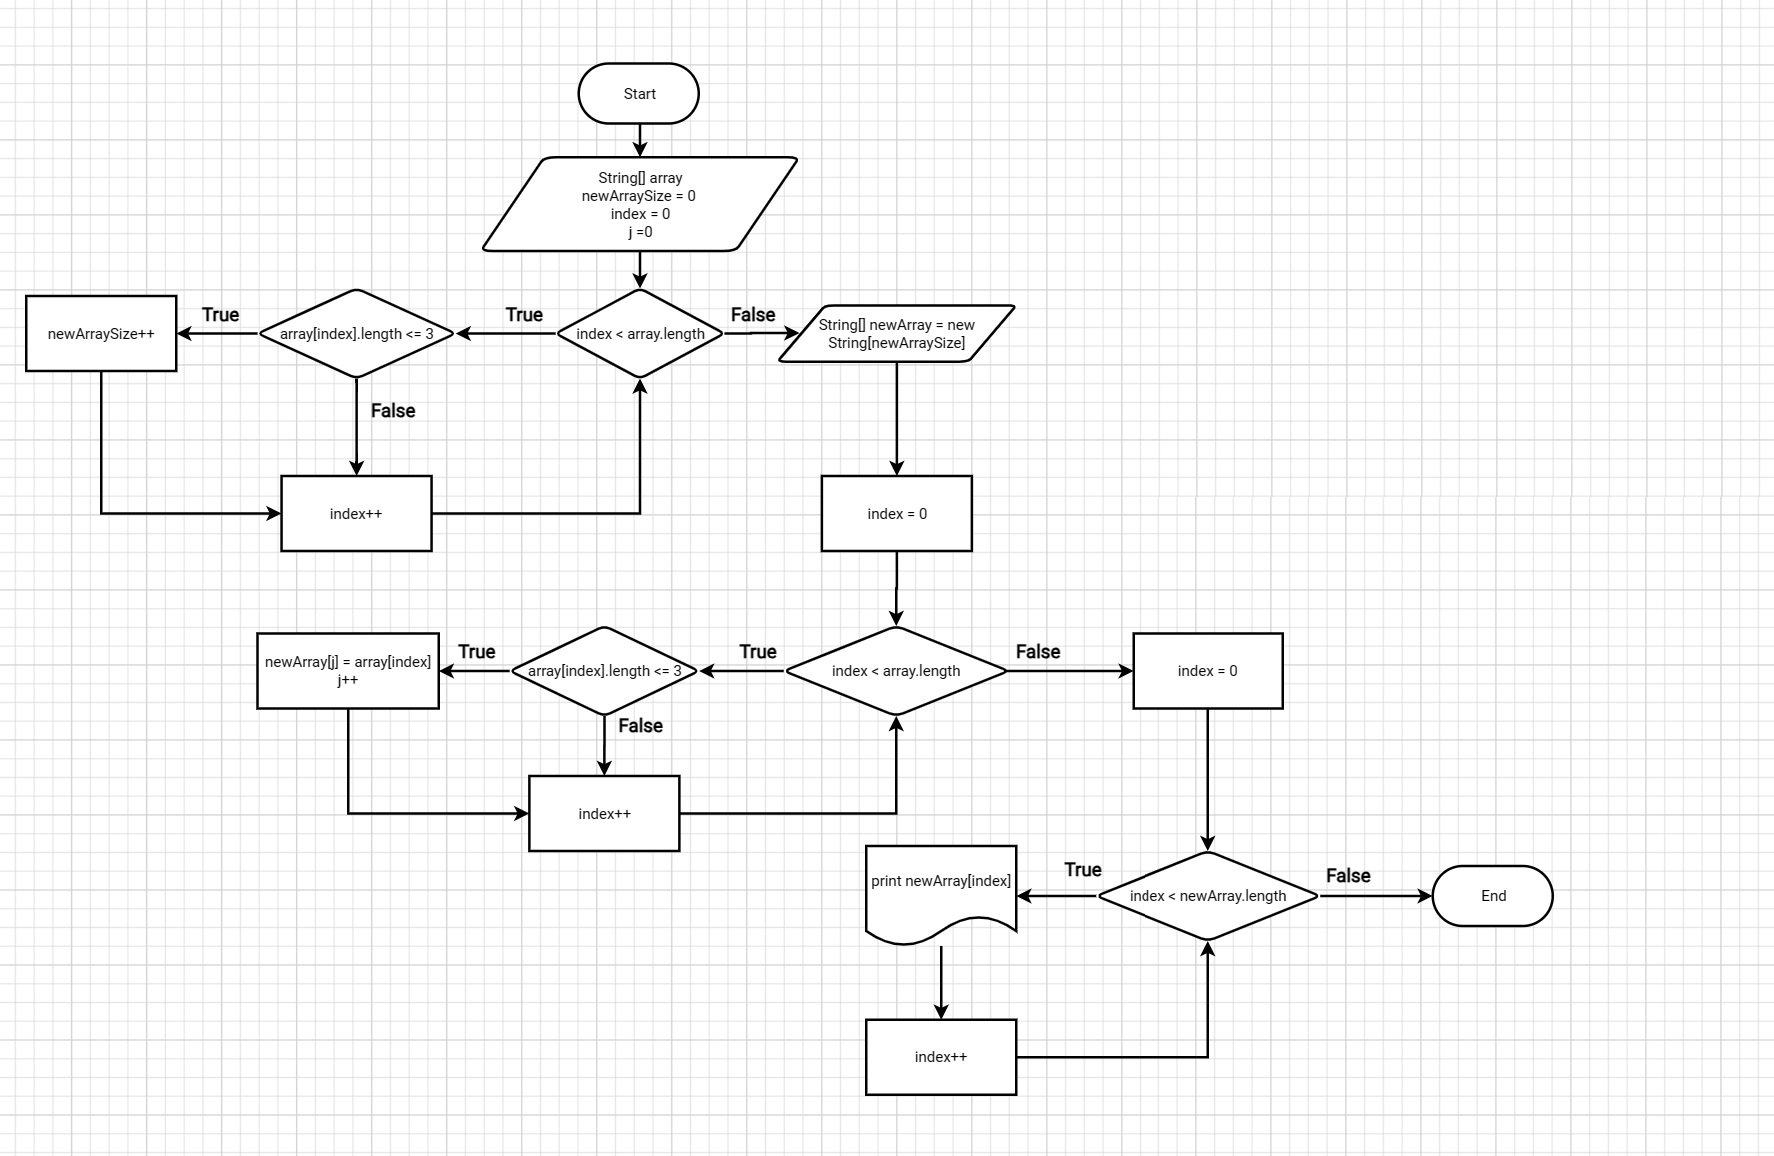 Start
String[] array
newArraySize = 0
index = 0
j =0
newArraySize++
True
array[index].length <= 3
True
index < array.length
False
String[] newArray = new
String[newArraySize]
False
index++
index = 0
newArray[j] = array[index]
j++
True
array[index].length <= 3
True
index < array.length
False
index = 0
False
index++
print newArray[index]
True
index < newArray.length
False
End
index++